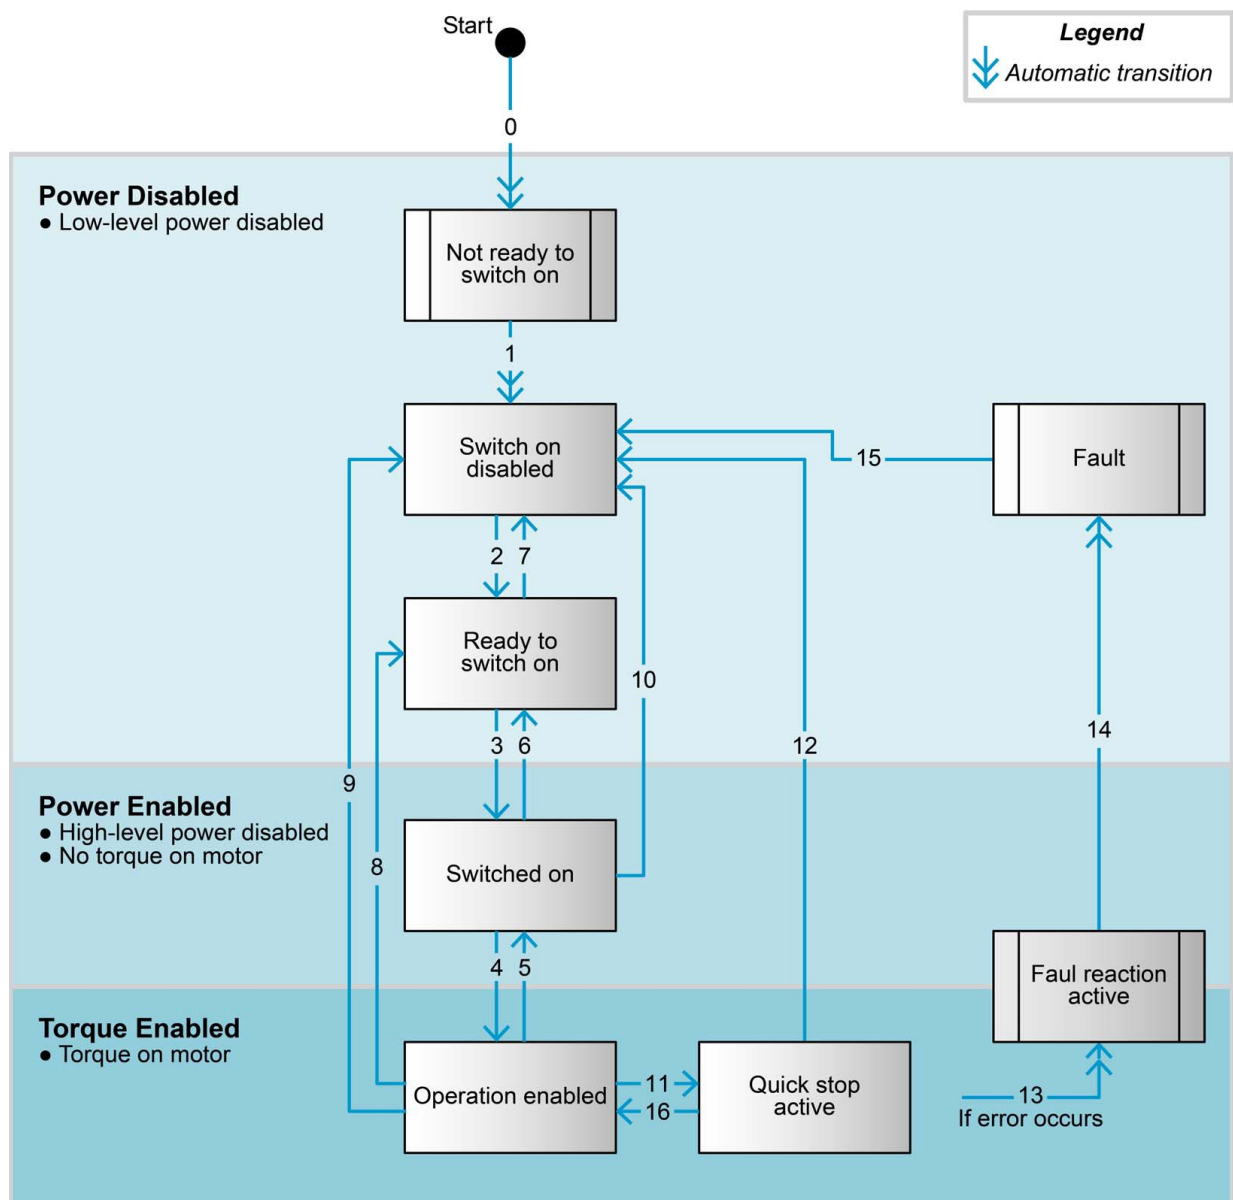 Start
Legend
Automatic transition
0
Power Disabled
● Low-level power disabled
Not ready to
switch on
1
Switch on
disabled
15
Fault
2 7
Ready to
switch on
10
3 6
12
14
9
Power Enabled
● High-level power disabled
● No torque on motor
8
Switched on
4 5
Faul reaction
active
Torque Enabled
● Torque on motor
Operation enabled
11
16
Quick stop
active
13
If error occurs